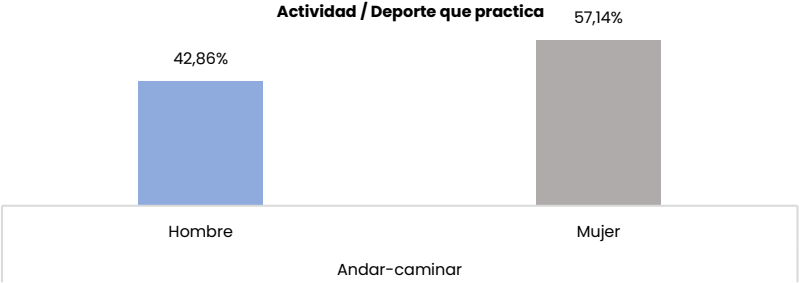 Actividad / Deporte que practica
57,14%
42,86%
Hombre
Mujer
Andar-caminar